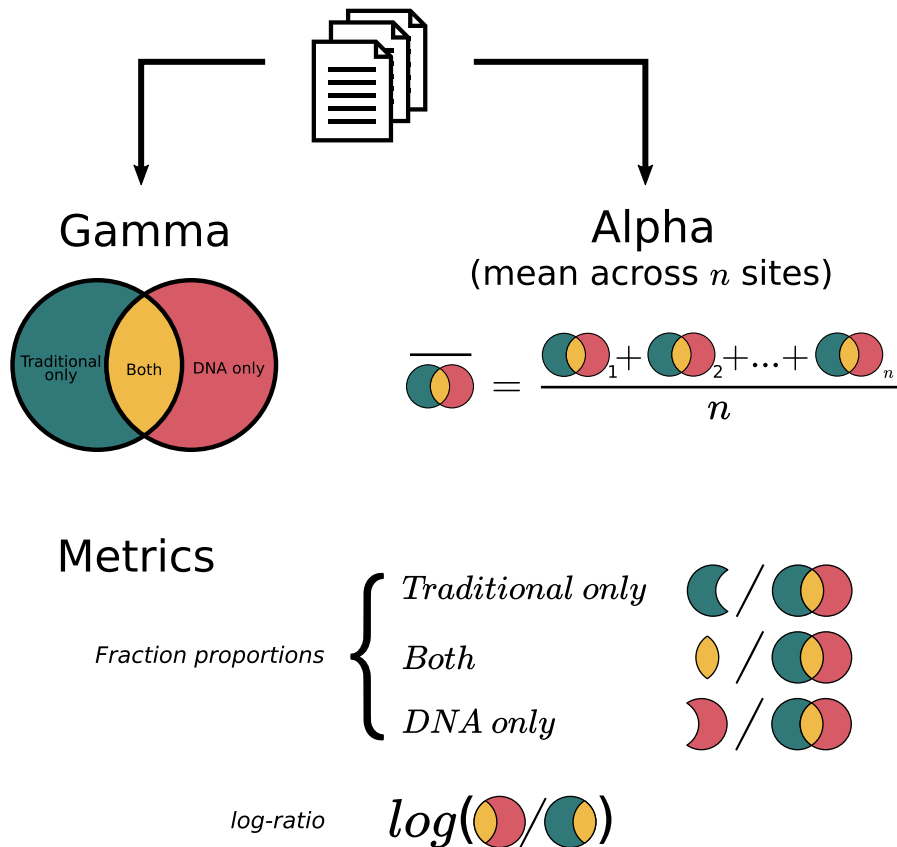 Gamma
Alpha
(mean across n sites)
Traditional
only
Both
DNA only
1
+
2
+...+
n
=
n
Metrics
Fraction proportions
{
Traditional only
/
Both
/
DNA only
/
log-ratio
log( / )